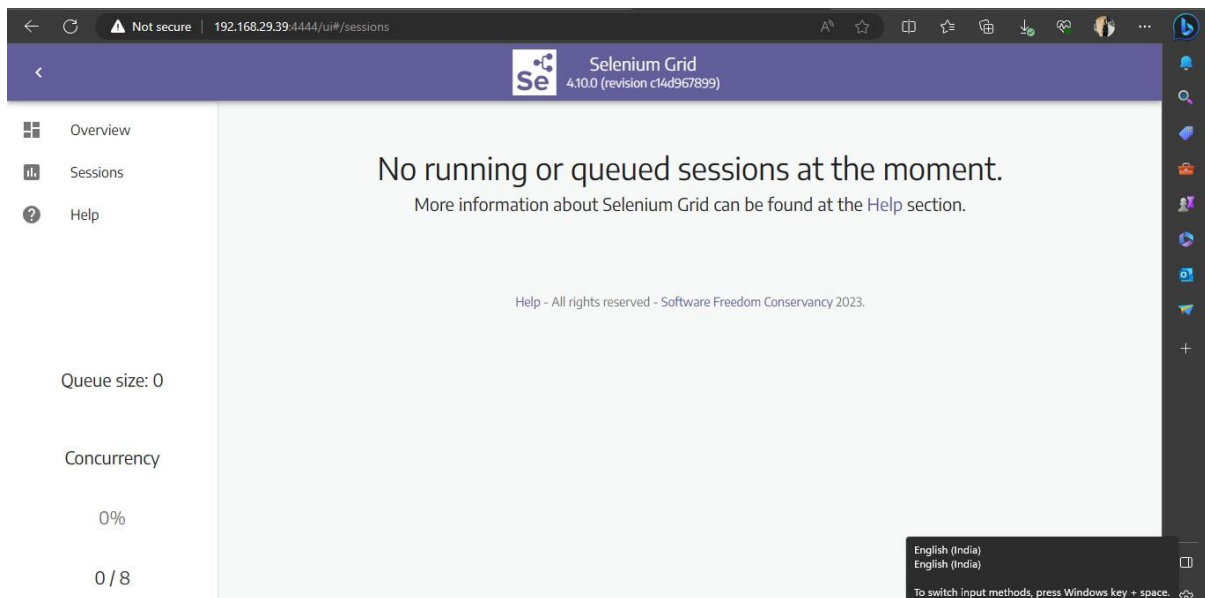 Not secure
192.168.29.39:4444/ui#/sessions
Se
Selenium Grid
4.10.0 (revision c14d967899)
Overview
Sessions
Help
No running or queued sessions at the moment.
More information about Selenium Grid can be found at the Help section.
Help - All rights reserved - Software Freedom Conservancy 2023.
Queue size: 0
Concurrency
0%
0 / 8
English (India)
English (India)
To switch input methods, press Windows key + space.